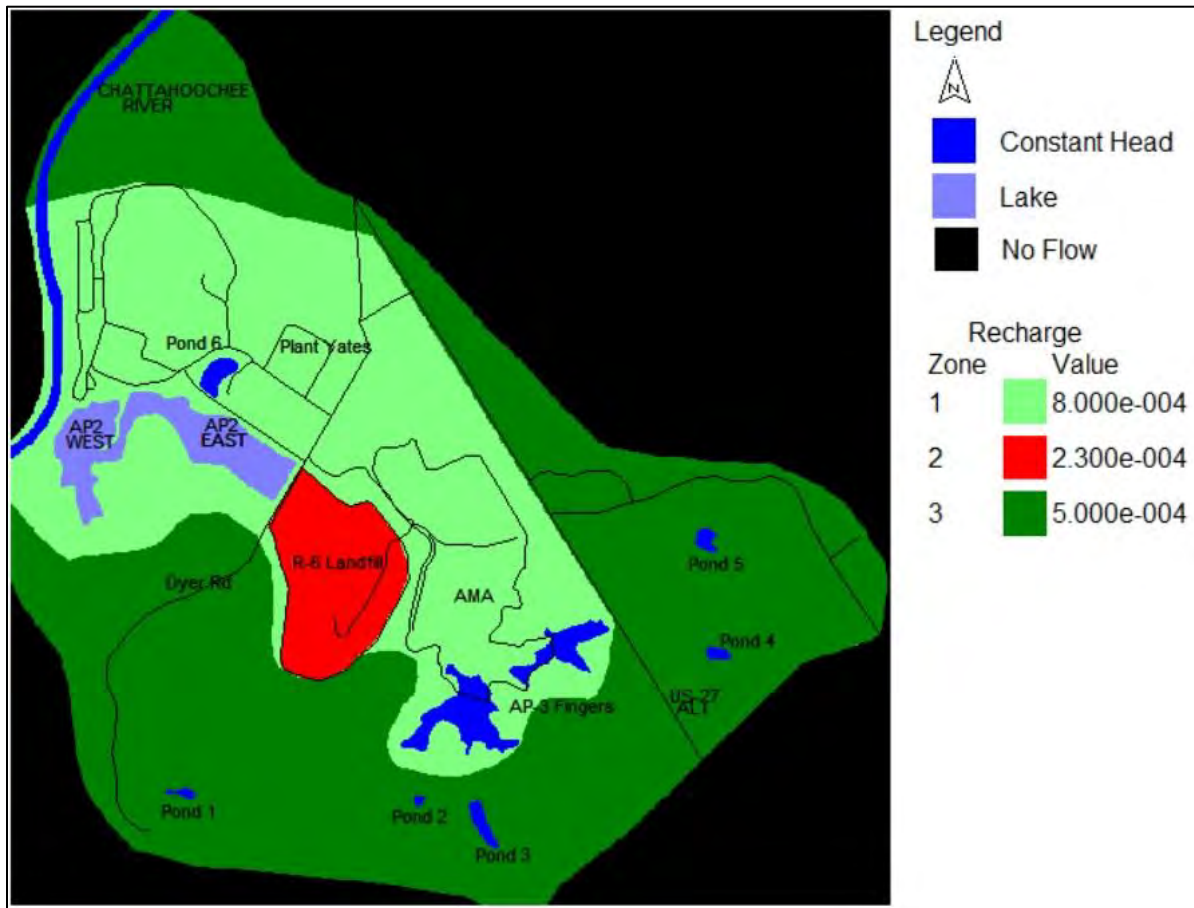 CHATTAHOOCHEE
RIVER
Pond 6
Plant Yates
AP2
WEST
AP2
EAST
R-6 Landfill
Dyer Rd
AMA
Pond 5
Pond 4
US-27
ALT
AP-3 Fingers
Pond 1
Pond 2
Pond 3
Legend
N
Constant Head
Lake
No Flow
Recharge
Zone Value
1 8.000e-004
2 2.300e-004
3 5.000e-004